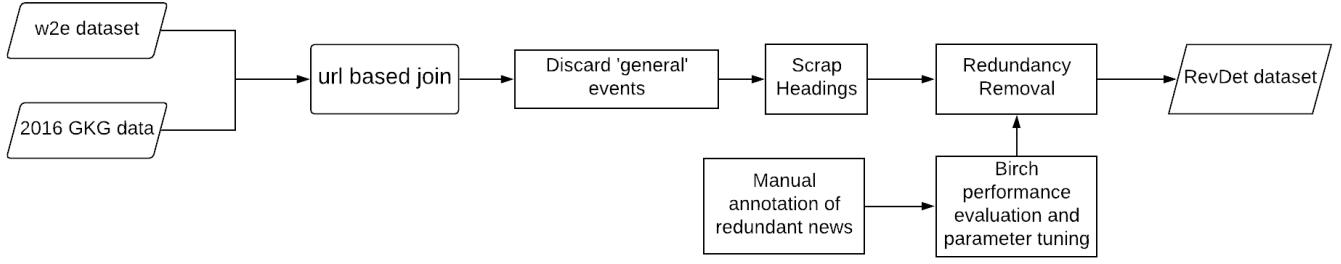 w2e dataset
2016 GKG data
url based join
Discard 'general'
events
Scrap
Headings
Redundancy
Removal
RevDet dataset
Manual
annotation of
redundant news
Birch
performance
evaluation and
parameter tuning